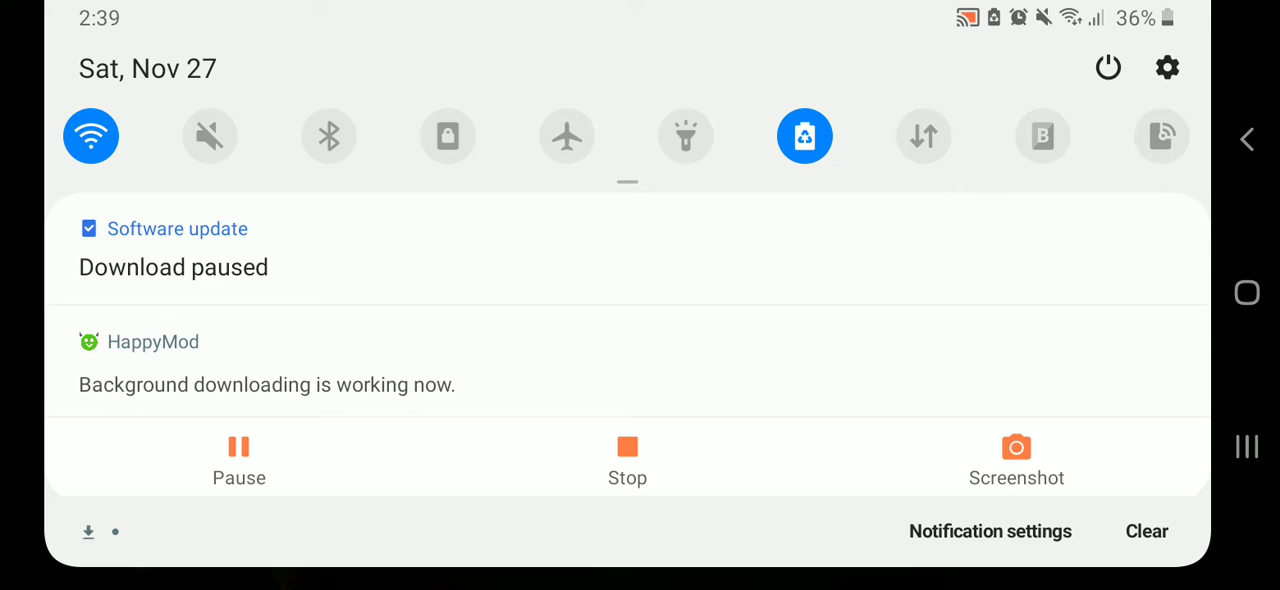 2:39
36%
Sat, Nov 27
B
Software update
Download paused
HappyMod
Background downloading is working now.
Pause
Stop
Screenshot
Notification settings
Clear